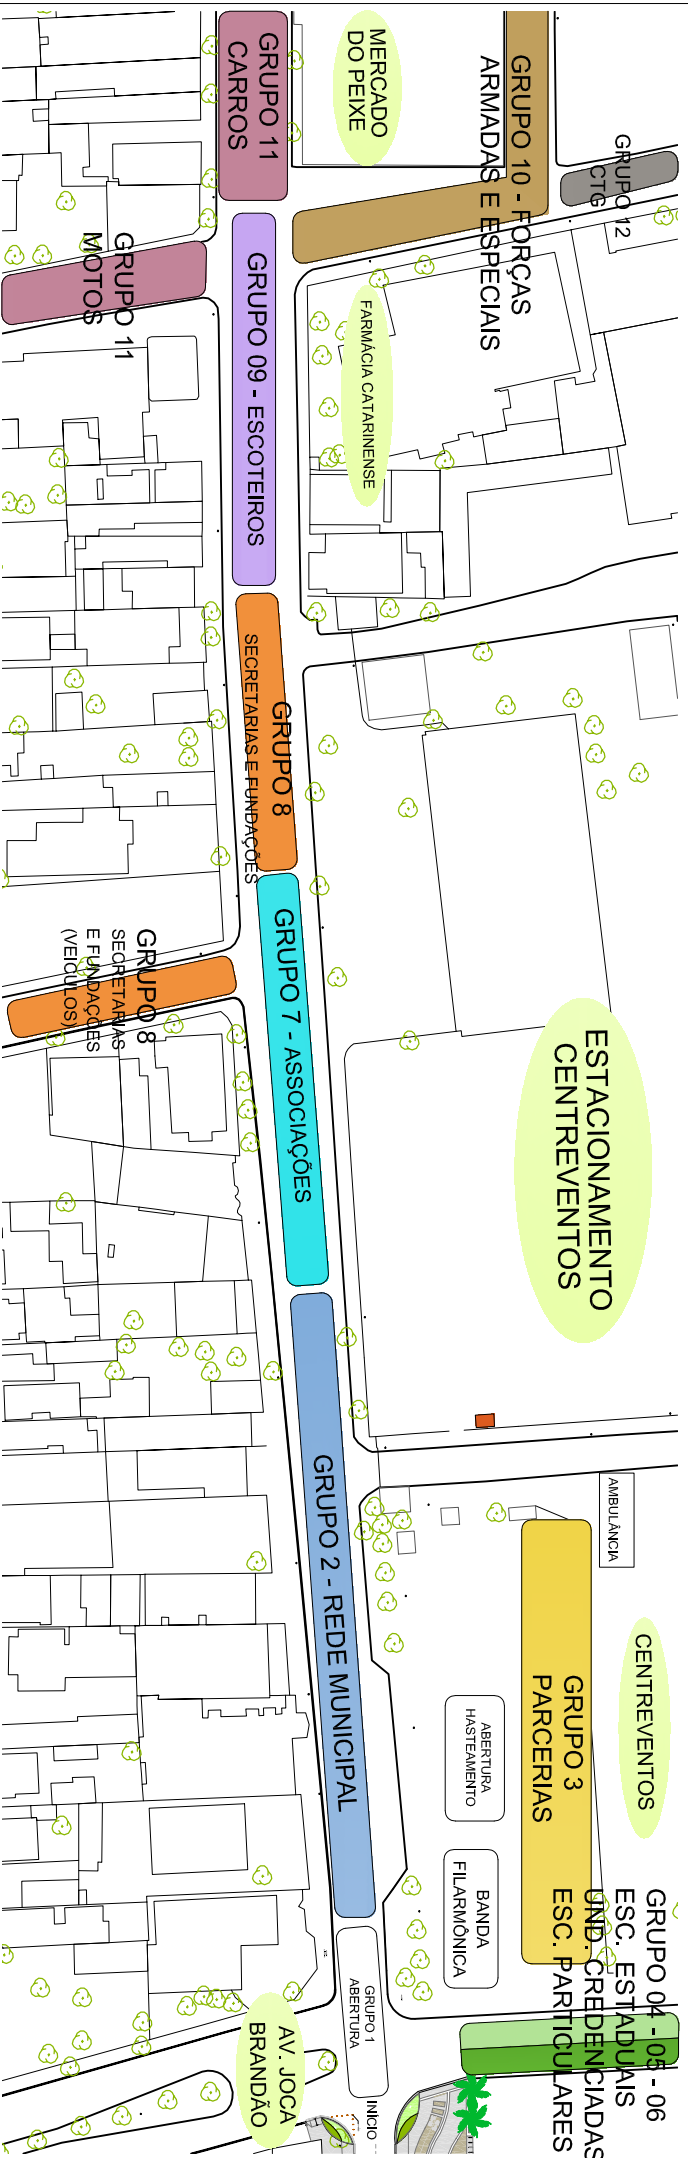 GRUPO 11
CARROS
MERCADO
DO PEIXE
GRUPO 10 - FORÇAS
ARMADAS E ESPECIAIS
GRUPO 12
CTG
GRUPO 11
MOTOS
GRUPO 09 - ESCOTEIROS
FARMÁCIA CATARINENSE
GRUPO 8
SECRETARIAS E FUNDAÇÕES
GRUPO 8
SECRETARIAS
E FUNDAÇÕES
(VEÍCULOS)
GRUPO 7 - ASSOCIAÇÕES
ESTACIONAMENTO
CENTREVENTOS
GRUPO 2 - REDE MUNICIPAL
AMBULÂNCIA
GRUPO 3
PARCERIAS
CENTREVENTOS
ABERTURA
HASTEAMENTO
BANDA
FILARMÔNICA
GRUPO 04 - 05 - 06
ESC. ESTADUAIS
UND. CREDENCIADAS
ESC. PARTICULARES
GRUPO 1
ABERTURA
INÍCIO
AV. JOCA
BRANDÃO